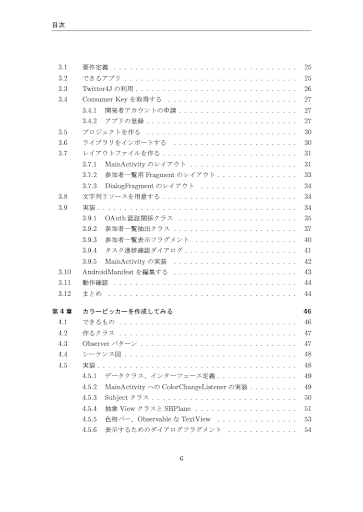 目次
3.1 要件定義 . . . . . . . . . . . . . . . . . . . . . . . . . . . . . . . . . . 25
3.2 できるアプリ . . . . . . . . . . . . . . . . . . . . . . . . . . . . . . . . 25
3.3 Twitter4J の利用 . . . . . . . . . . . . . . . . . . . . . . . . . . . . . . 26
3.4 Consumer Key を取得する . . . . . . . . . . . . . . . . . . . . . . . . 27
3.4.1 開発者アカウントの申請 . . . . . . . . . . . . . . . . . . . . . . 27
3.4.2 アプリの登録 . . . . . . . . . . . . . . . . . . . . . . . . . . . . 27
3.5 プロジェクトを作る . . . . . . . . . . . . . . . . . . . . . . . . . . . . 30
3.6 ライブラリをインポートする . . . . . . . . . . . . . . . . . . . . . . . 30
3.7 レイアウトファイルを作る . . . . . . . . . . . . . . . . . . . . . . . . 31
3.7.1 MainActivity のレイアウト . . . . . . . . . . . . . . . . . . . . 31
3.7.2 参加者一覧用 Fragment のレイアウト . . . . . . . . . . . . . . . 33
3.7.3 DialogFragment のレイアウト . . . . . . . . . . . . . . . . . . 34
3.8 文字列リソースを用意する . . . . . . . . . . . . . . . . . . . . . . . . 34
3.9 実装 . . . . . . . . . . . . . . . . . . . . . . . . . . . . . . . . . . . . 34
3.9.1 OAuth 認証関係クラス . . . . . . . . . . . . . . . . . . . . . . 35
3.9.2 参加者一覧抽出クラス . . . . . . . . . . . . . . . . . . . . . . . 37
3.9.3 参加者一覧表示フラグメント . . . . . . . . . . . . . . . . . . . . 40
3.9.4 タスク進捗確認ダイアログ . . . . . . . . . . . . . . . . . . . . . 41
3.9.5 MainActivity の実装 . . . . . . . . . . . . . . . . . . . . . . . 42
3.10 AndroidManifest を編集する . . . . . . . . . . . . . . . . . . . . . . 43
3.11 動作確認 . . . . . . . . . . . . . . . . . . . . . . . . . . . . . . . . . 44
3.12 まとめ . . . . . . . . . . . . . . . . . . . . . . . . . . . . . . . . . . 44
第 4 章 カラーピッカーを作成してみる 46
4.1 できるもの . . . . . . . . . . . . . . . . . . . . . . . . . . . . . . . . . 46
4.2 作るクラス . . . . . . . . . . . . . . . . . . . . . . . . . . . . . . . . . 47
4.3 Observer パターン . . . . . . . . . . . . . . . . . . . . . . . . . . . . . 47
4.4 シーケンス図 . . . . . . . . . . . . . . . . . . . . . . . . . . . . . . . . 48
4.5 実装 . . . . . . . . . . . . . . . . . . . . . . . . . . . . . . . . . . . . 48
4.5.1 データクラス、インターフェース定義 . . . . . . . . . . . . . . . 49
4.5.2 MainActivity への ColorChangeListener の実装 . . . . . . . . . 49
4.5.3 Subject クラス . . . . . . . . . . . . . . . . . . . . . . . . . . . 50
4.5.4 抽象 View クラスと SBPlane . . . . . . . . . . . . . . . . . . . 51
4.5.5 色相バー、Observable な TextView . . . . . . . . . . . . . . . 53
4.5.6 表示するためのダイアログフラグメント . . . . . . . . . . . . . . 54
6